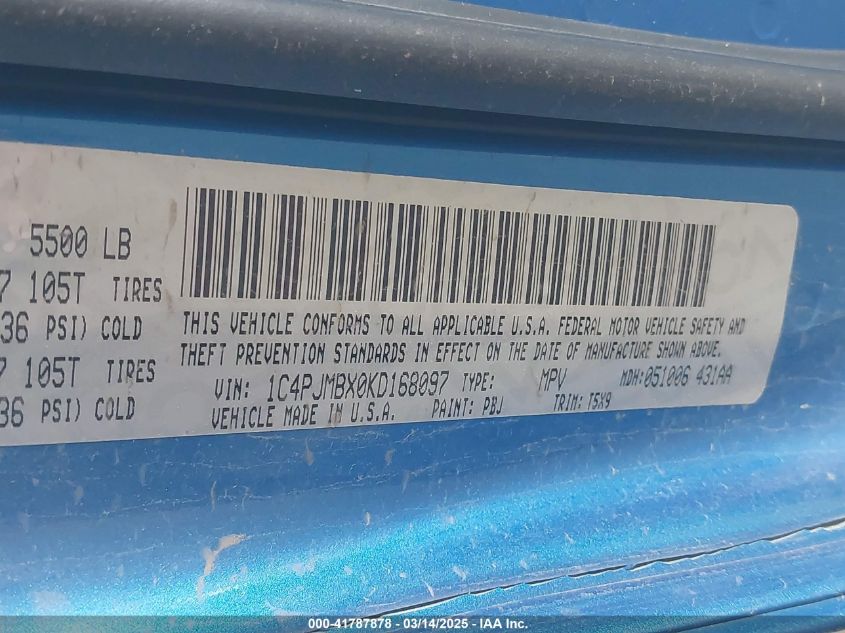 5500 LB
7 105T TIRES
36 PSI) COLD
7 105T TIRES
36 PSI) COLD
THIS VEHICLE CONFORMS TO ALL APPLICABLE U.S.A. FEDERAL MOTOR VEHICLE SAFETY AND
THEFT PREVENTION STANDARDS IN EFFECT ON THE DATE OF MANUFACTURE SHOWN ABOVE.
VIN: 1C4PJMBX0KD168097 TYPE: MPV MDH:051006 431AA
VEHICLE MADE IN U.S.A. PAINT: PBJ TRIM: T5X9
000-41787878 - 03/14/2025 - IAA Inc.